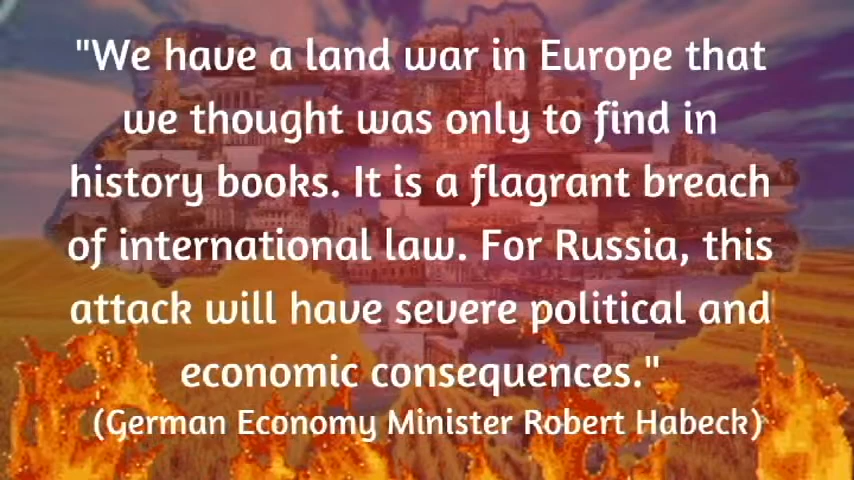 "We have a land war in Europe that
we thought was only to find in
history books. It is a flagrant breach
of international law. For Russia, this
attack will have severe political and
economic consequences."
(German Economy Minister Robert Habeck)